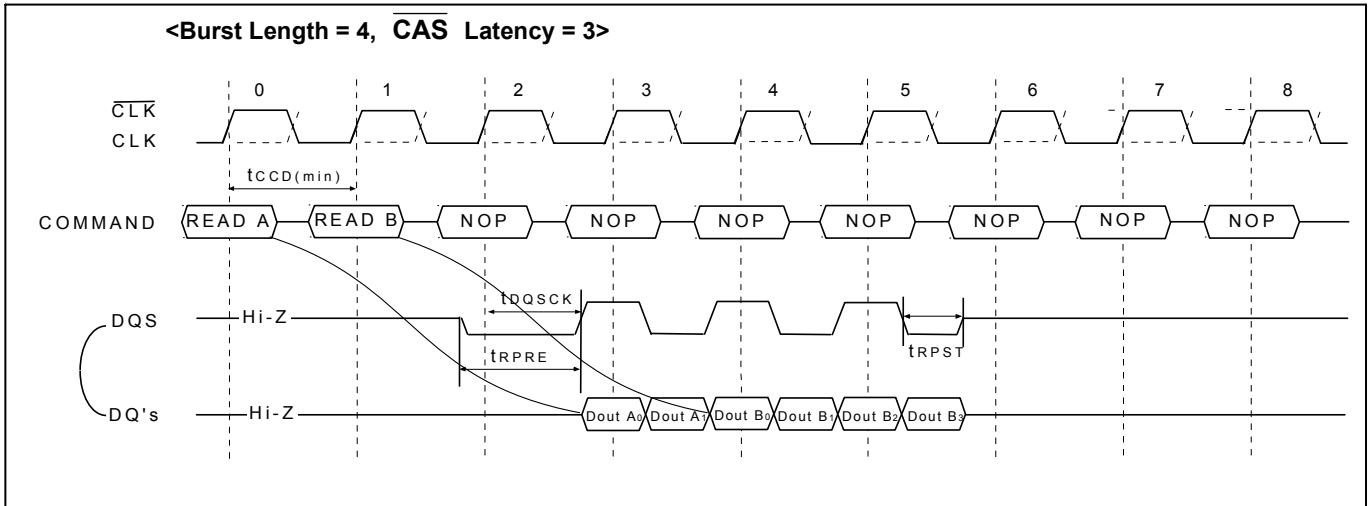 <Burst Length = 4, CAS Latency = 3>
0 1 2 3 4 5 6 7 8
CLK
CLK
tCCD(min)
COMMAND READ A READ B NOP NOP NOP NOP NOP NOP NOP
tDQSCK
DQS Hi-Z
tRPRE
tRPST
DQ's Hi-Z Dout A0 Dout A1 Dout B0 Dout B1 Dout B2 Dout B3